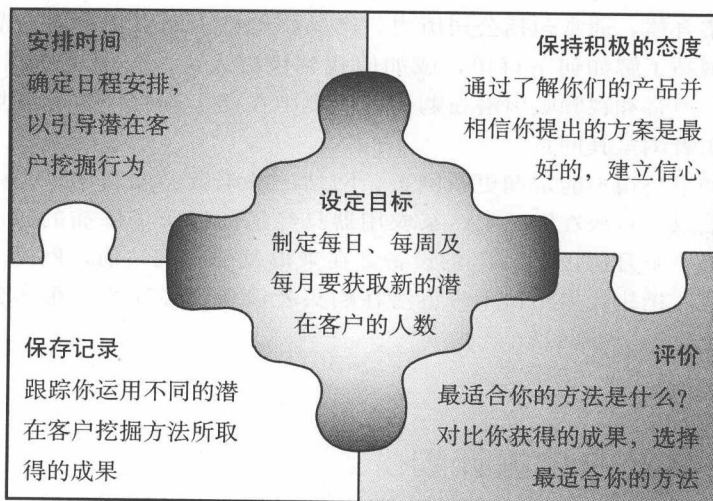 安排时间
确定日程安排，
以引导潜在客
户挖掘行为
保持积极的态度
通过了解你们的产品并
相信你提出的方案是最
好的，建立信心
设定目标
制定每日、每周及
每月要获取新的潜
在客户的人数
保存记录
跟踪你运用不同的潜
在客户挖掘方法所取
得的成果
评价
最适合你的方法是什么？
对比你获得的成果，选择
最适合你的方法